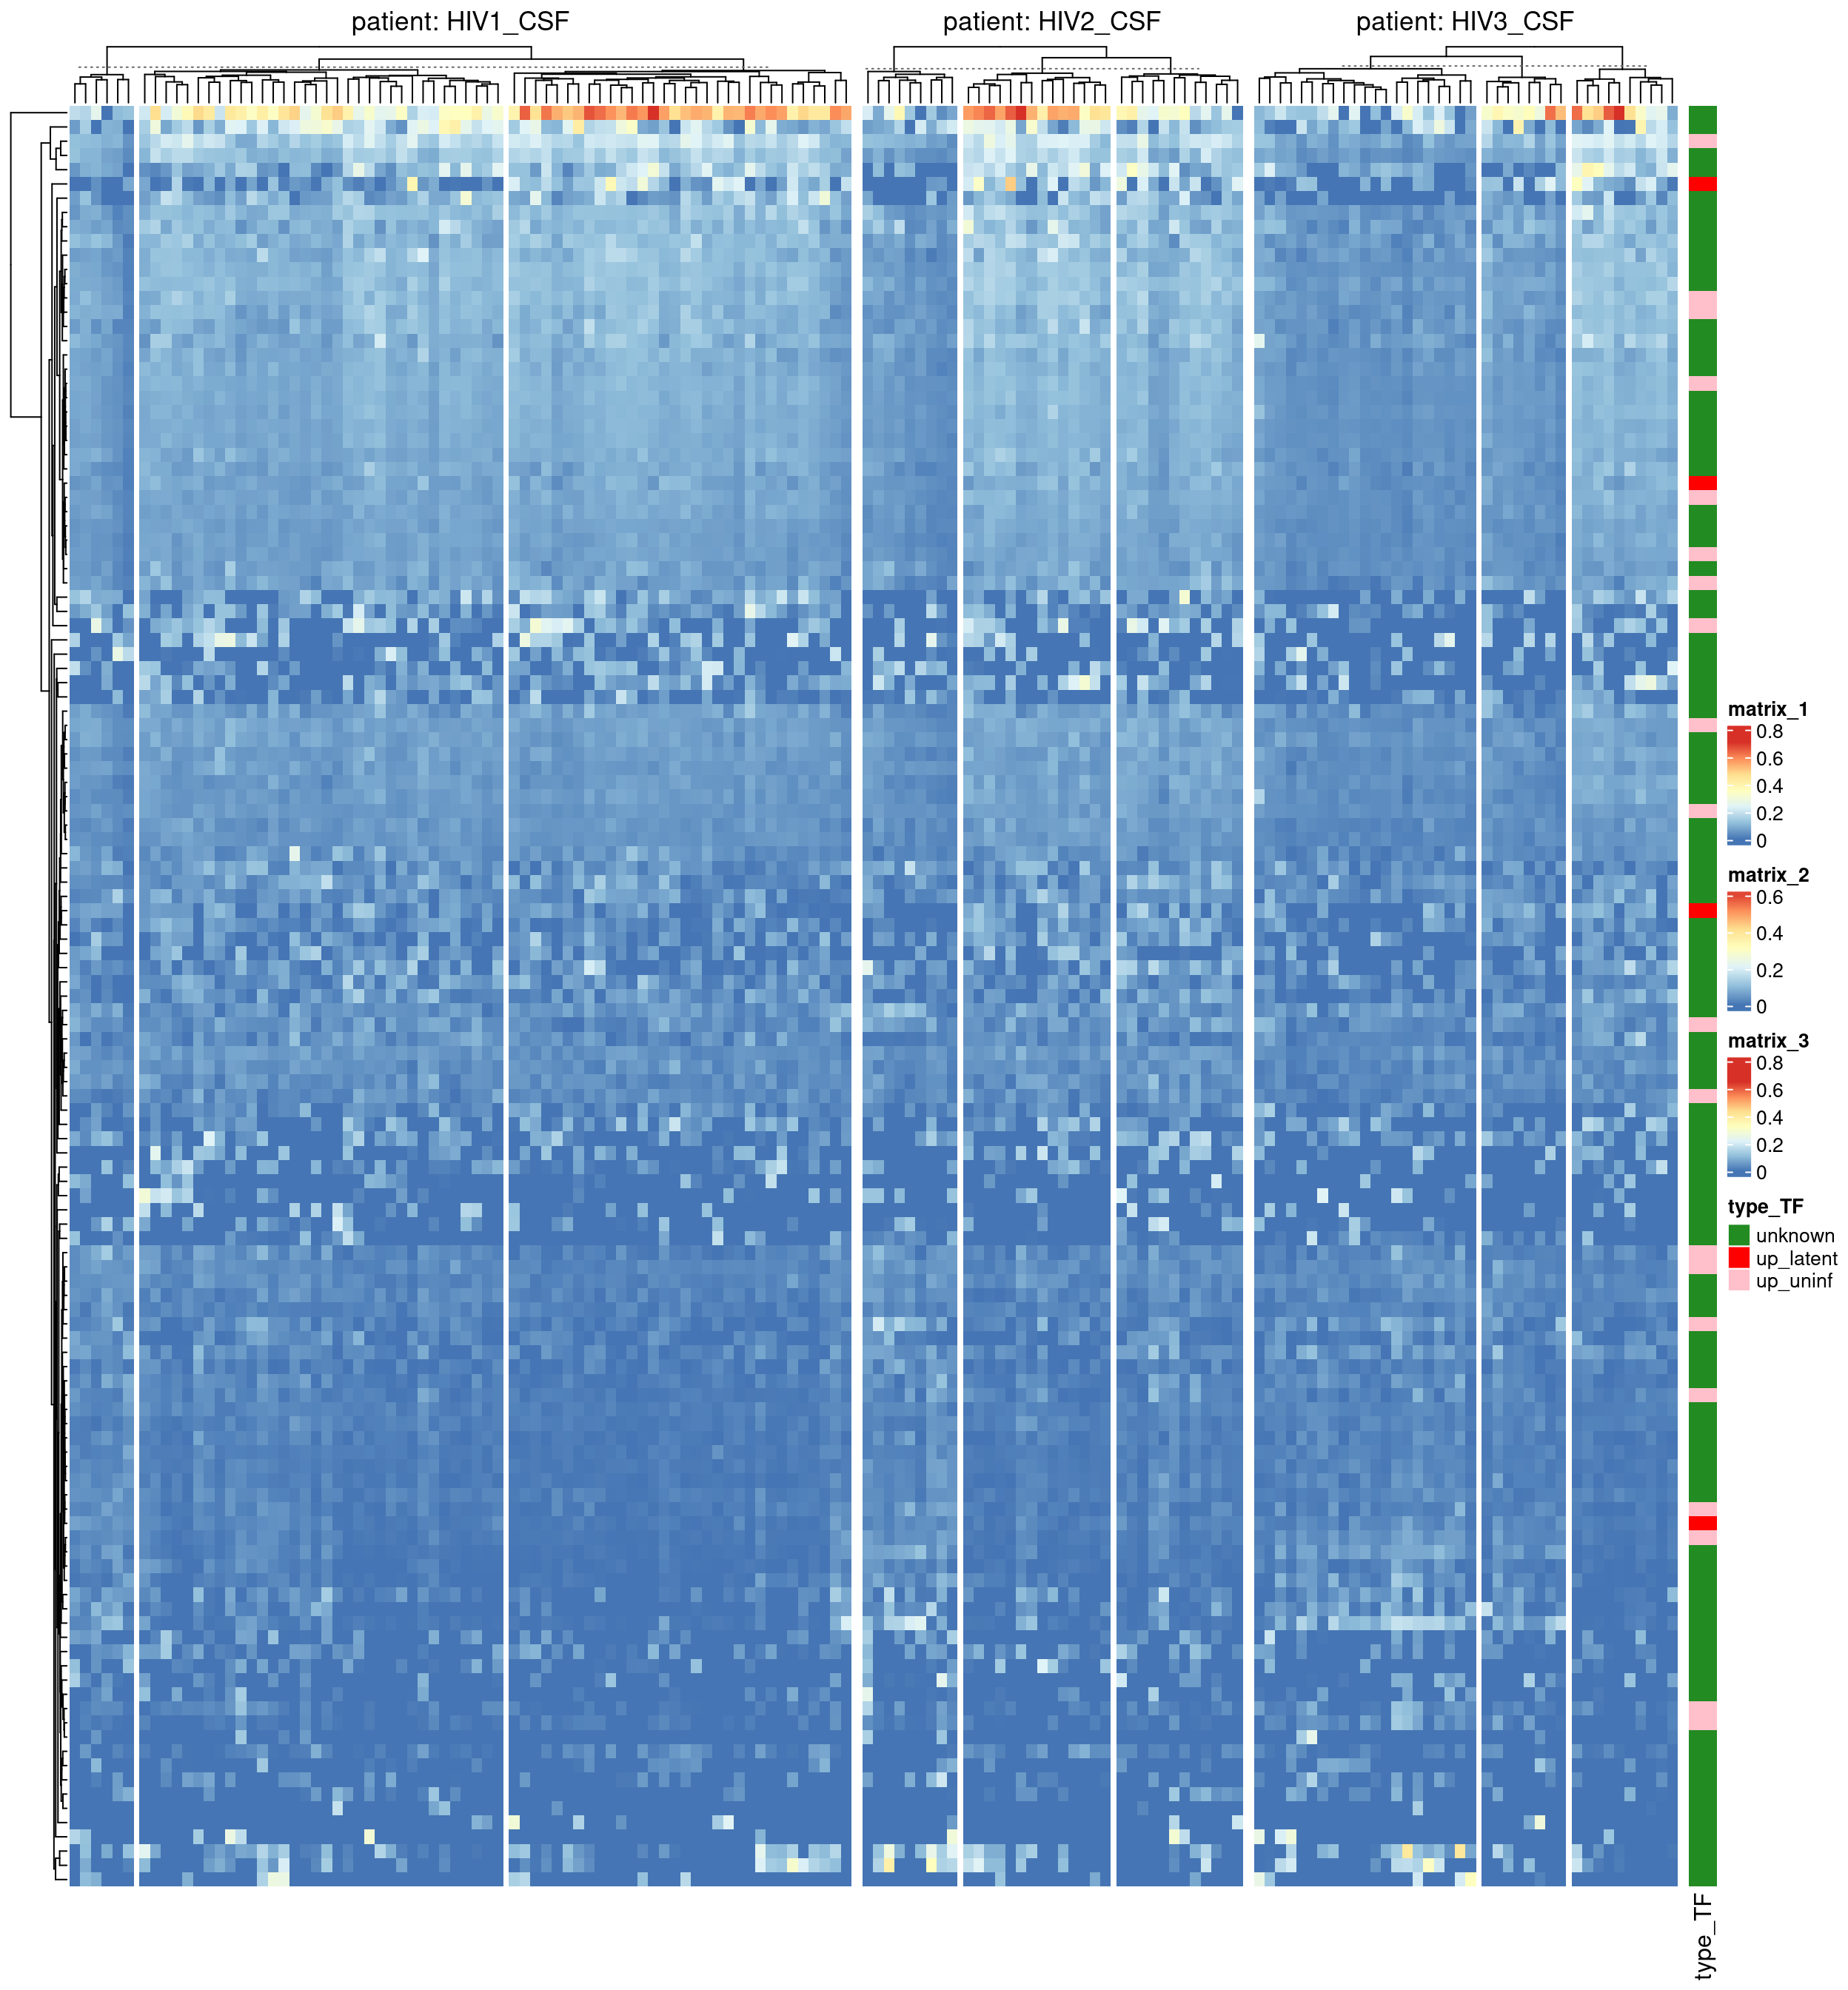 patient: HIV1_CSF
patient: HIV2_CSF
patient: HIV3_CSF
matrix_1
0.8
0.6
0.4
0.2
0
matrix_2
0.6
0.4
0.2
0
matrix_3
0.8
0.6
0.4
0.2
0
type_TF
unknown
up_latent
up_uninf
type_TF